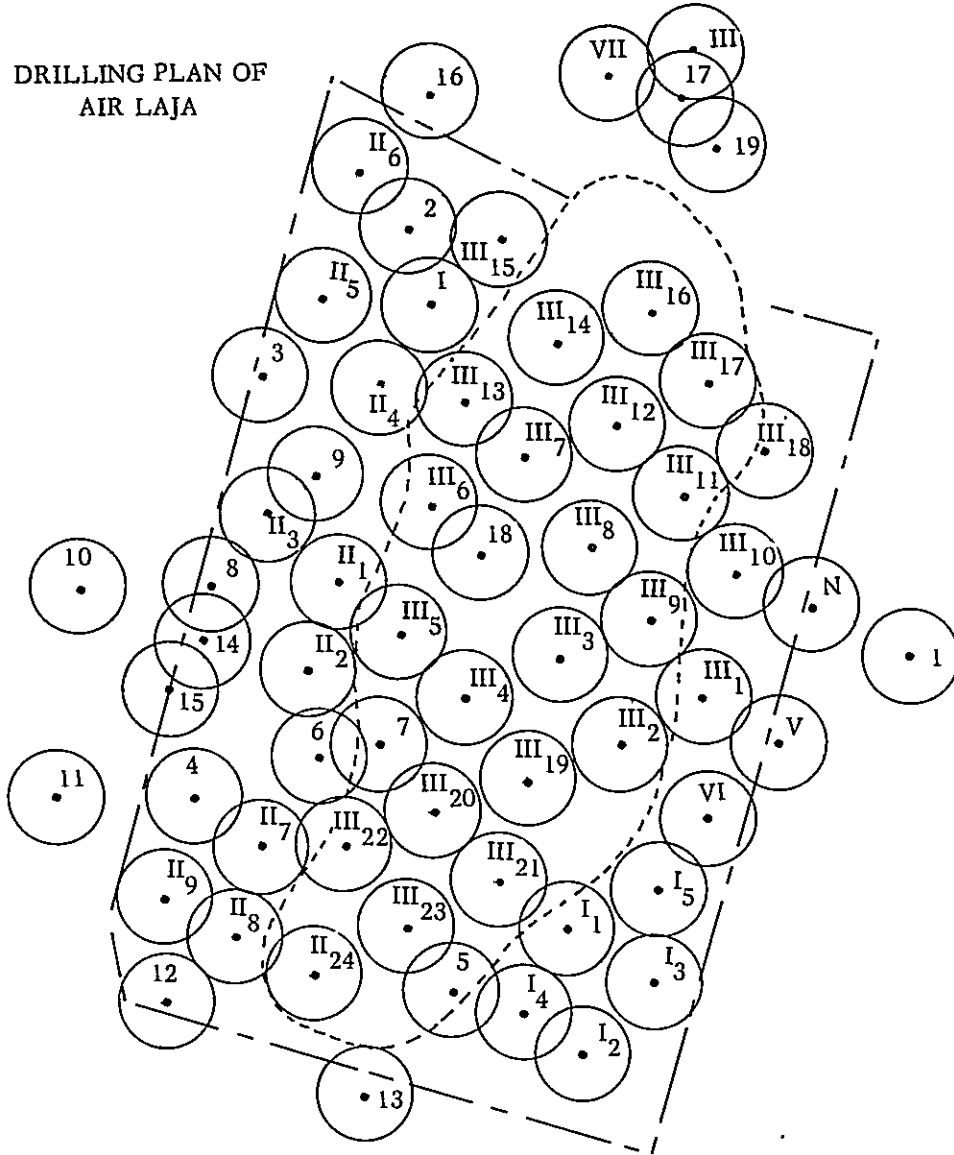 DRILLING PLAN OF
AIR LAJA
VII
III
17
19
16
II6
2
III15
I
II5
III16
III14
3
III17
II4
III13
III12
III7
III18
9
III11
III6
II3
18
III8
III10
10
8
II1
N
III5
III9
14
II2
III3
1
15
III4
III1
6
7
III2
V
11
4
III19
VI
III20
II7
III22
III21
II9
I5
II8
III23
I1
12
II24
5
I3
I4
I2
13